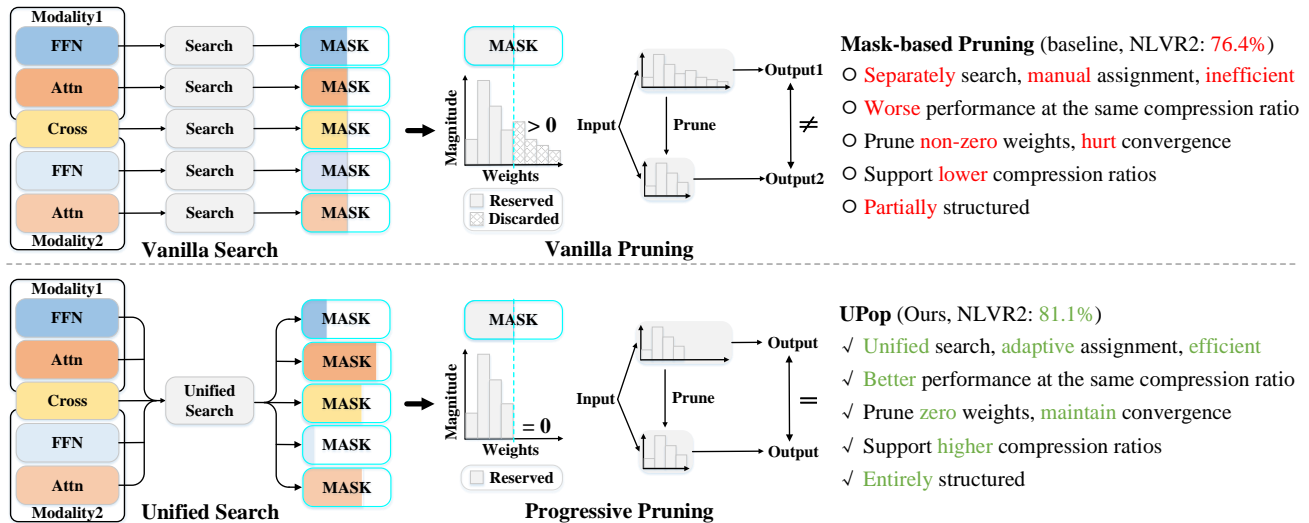 Modality1
FFN
Search
MASK
Attn
Search
MASK
Cross
Search
MASK
FFN
Search
MASK
Attn
Search
MASK
Modality2
Vanilla Search
MASK
Magnitude
> 0
Weights
Reserved
Discarded
Input
Prune
Output1
≠
Output2
Vanilla Pruning
Mask-based Pruning (baseline, NLVR2: 76.4%)
Separately search, manual assignment, inefficient
Worse performance at the same compression ratio
Prune non-zero weights, hurt convergence
Support lower compression ratios
Partially structured
Modality1
FFN
Attn
Cross
FFN
Attn
Modality2
Unified
Search
MASK
MASK
MASK
MASK
MASK
Unified Search
MASK
Magnitude
= 0
Weights
Reserved
Input
Prune
Output
=
Output
Progressive Pruning
UPop (Ours, NLVR2: 81.1%)
√ Unified search, adaptive assignment, efficient
√ Better performance at the same compression ratio
√ Prune zero weights, maintain convergence
√ Support higher compression ratios
√ Entirely structured